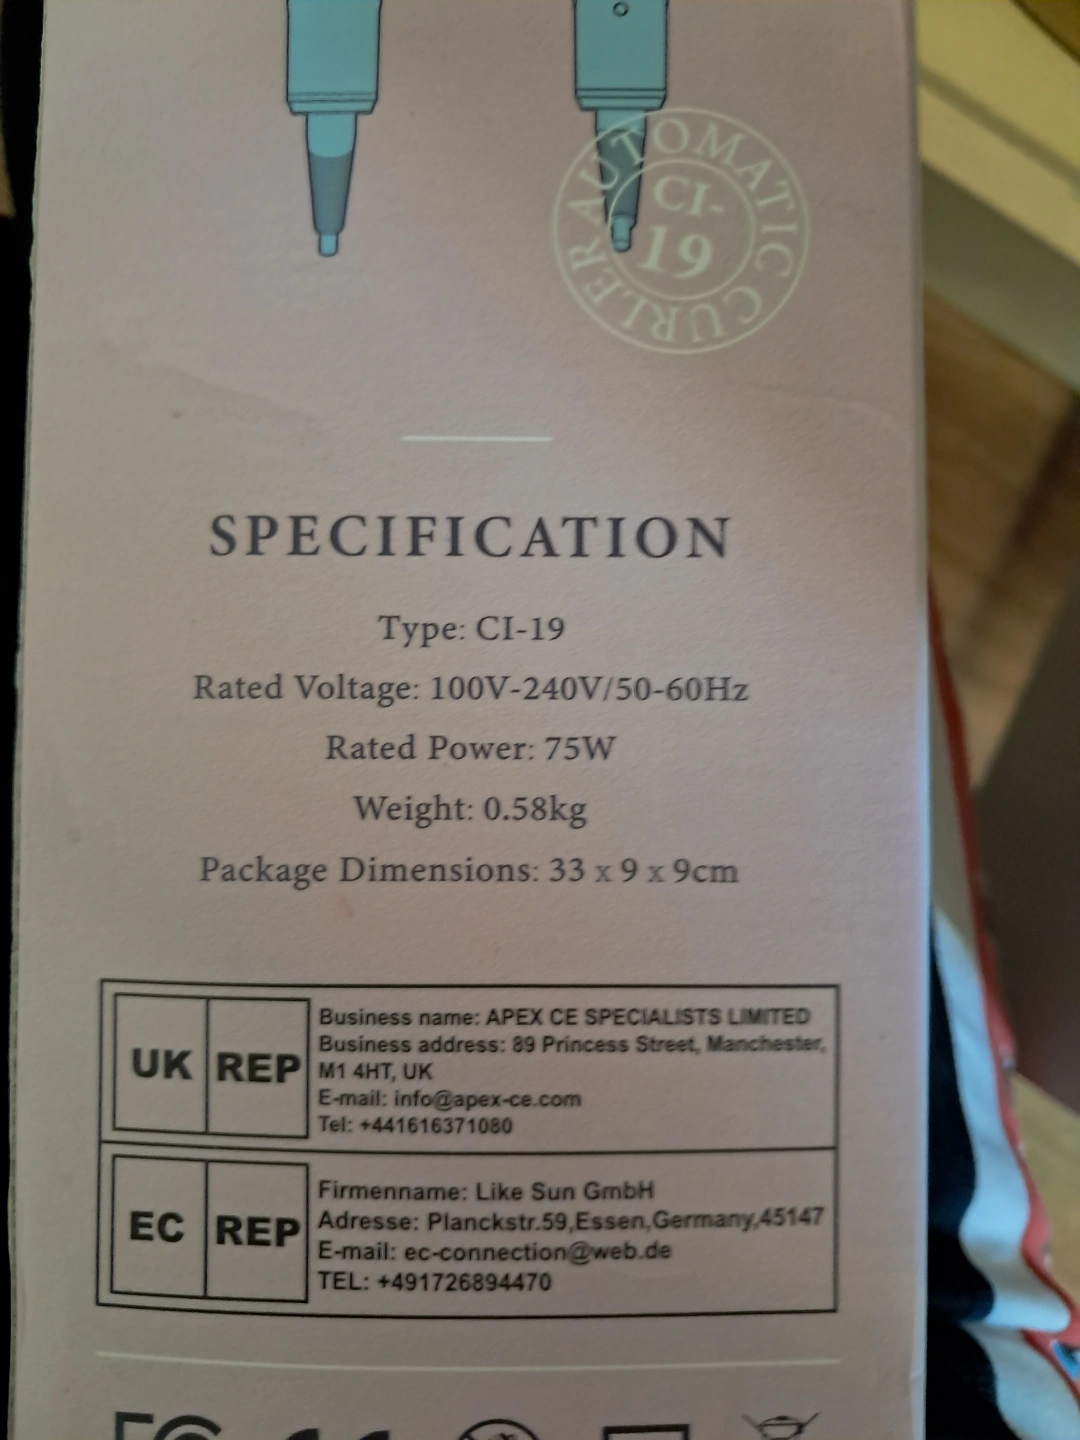 AUTOMATIC CURLER
CI-
19
SPECIFICATION
Type: CI-19
Rated Voltage: 100V-240V/50-60Hz
Rated Power: 75W
Weight: 0.58kg
Package Dimensions: 33 x 9 x 9cm
UK REP
Business name: APEX CE SPECIALISTS LIMITED
Business address: 89 Princess Street, Manchester,
M1 4HT, UK
E-mail: info@apex-ce.com
Tel: +441616371080
EC REP
Firmenname: Like Sun GmbH
Adresse: Planckstr.59,Essen,Germany,45147
E-mail: ec-connection@web.de
TEL: +491726894470